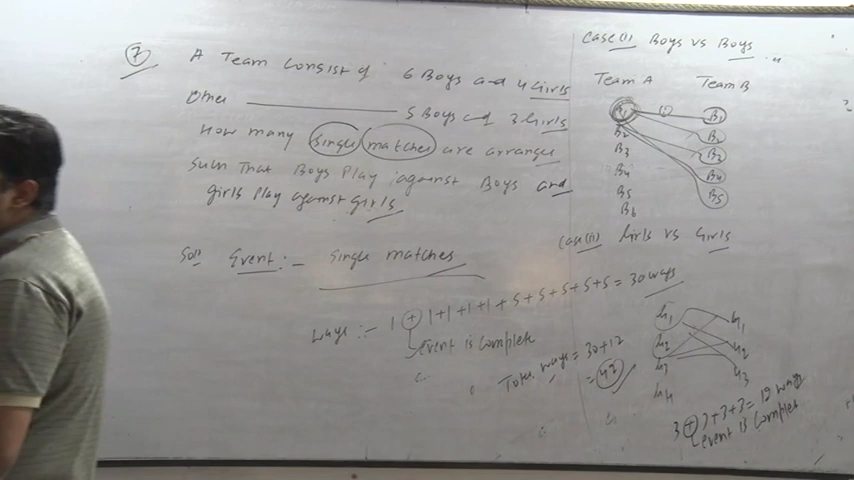 7 A Team Consist of 6 Boys and 4 Girls
Other 5 Boys and 3 Girls
How many single matches are arrange
such That Boys Play against Boys and
girls play against girls
Solⁿ Event :- Single matches
ways :- 1 + 1+1+1+1+5+5+5+5+5 = 30 ways
Event is Complete
Total ways = 30+12
= 42
Case (i) Boys vs Boys
Team A Team B
B1 B1
B2 B2
B3 B3
B4 B4
B5 B5
B6
Case (ii) Girls vs Girls
G1 G1
G2 G2
G3 G3
G4
3 + 3+3+3 = 12 ways
event is Complete